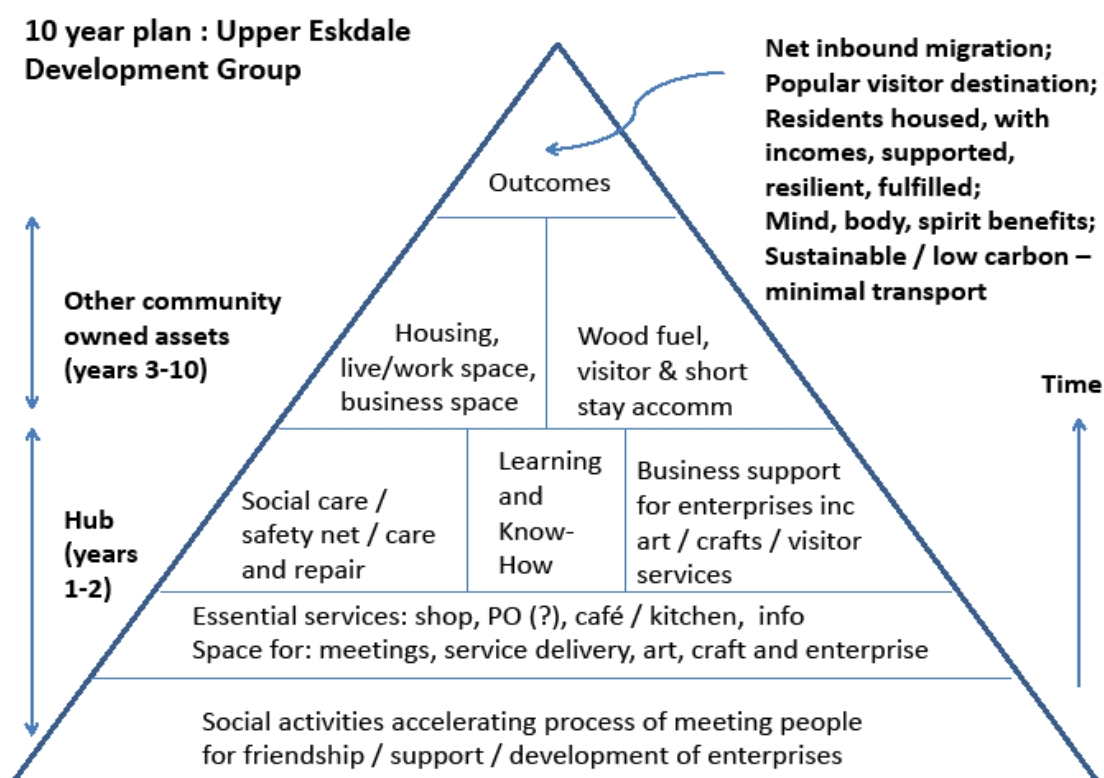 10 year plan : Upper Eskdale
Development Group
Net inbound migration;
Popular visitor destination;
Residents housed, with
incomes, supported,
resilient, fulfilled;
Mind, body, spirit benefits;
Sustainable / low carbon –
minimal transport
Outcomes
Other community
owned assets
(years 3-10)
Housing,
live/work space,
business space
Wood fuel,
visitor & short
stay accomm
Time
Hub
(years
1-2)
Social care /
safety net / care
and repair
Learning
and
Know-
How
Business support
for enterprises inc
art / crafts / visitor
services
Essential services: shop, PO (?), café / kitchen,  info
Space for: meetings, service delivery, art, craft and enterprise
Social activities accelerating process of meeting people
for friendship / support / development of enterprises